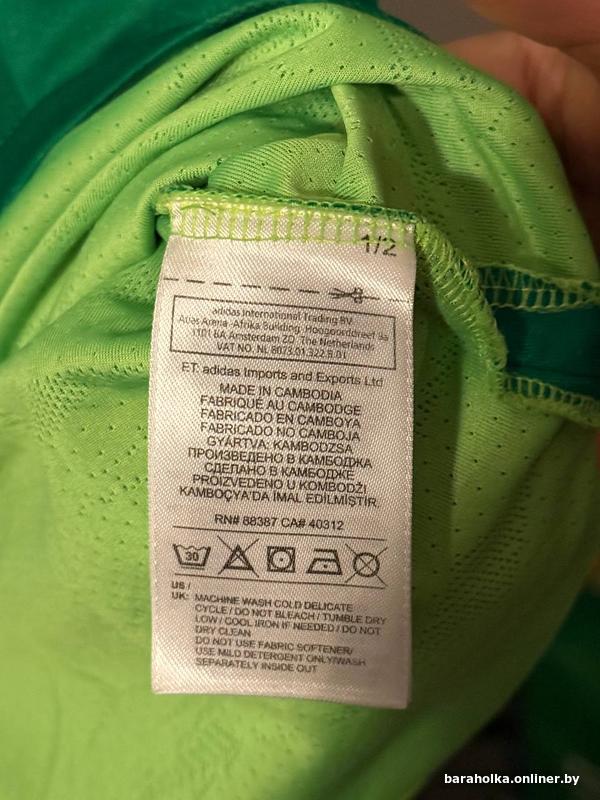 1/2
adidas International Trading BV.
Atlas Arena -Afrika Building. Hoogoorddreef 9a
1101 BA Amsterdam ZO, The Netherlands
VAT NO. NL 8073.01.322.B.01
ET. adidas Imports and Exports Ltd
MADE IN CAMBODIA
FABRIQUÉ AU CAMBODGE
FABRICADO EN CAMBOYA
FABRICADO NO CAMBOJA
GYÁRTVA: KAMBODZSA
ПРОИЗВЕДЕНО В КАМБОДЖА
СДЕЛАНО В КАМБОДЖЕ
PROIZVEDENO U KOMBODŽI
KAMBOÇYA'DA İMAL EDİLMİŞTİR.
RN# 88387 CA# 40312
30
US /
UK: MACHINE WASH COLD DELICATE
CYCLE / DO NOT BLEACH / TUMBLE DRY
LOW / COOL IRON IF NEEDED / DO NOT
DRY CLEAN
DO NOT USE FABRIC SOFTENER/
USE MILD DETERGENT ONLY/WASH
SEPARATELY INSIDE OUT
baraholka.onliner.by